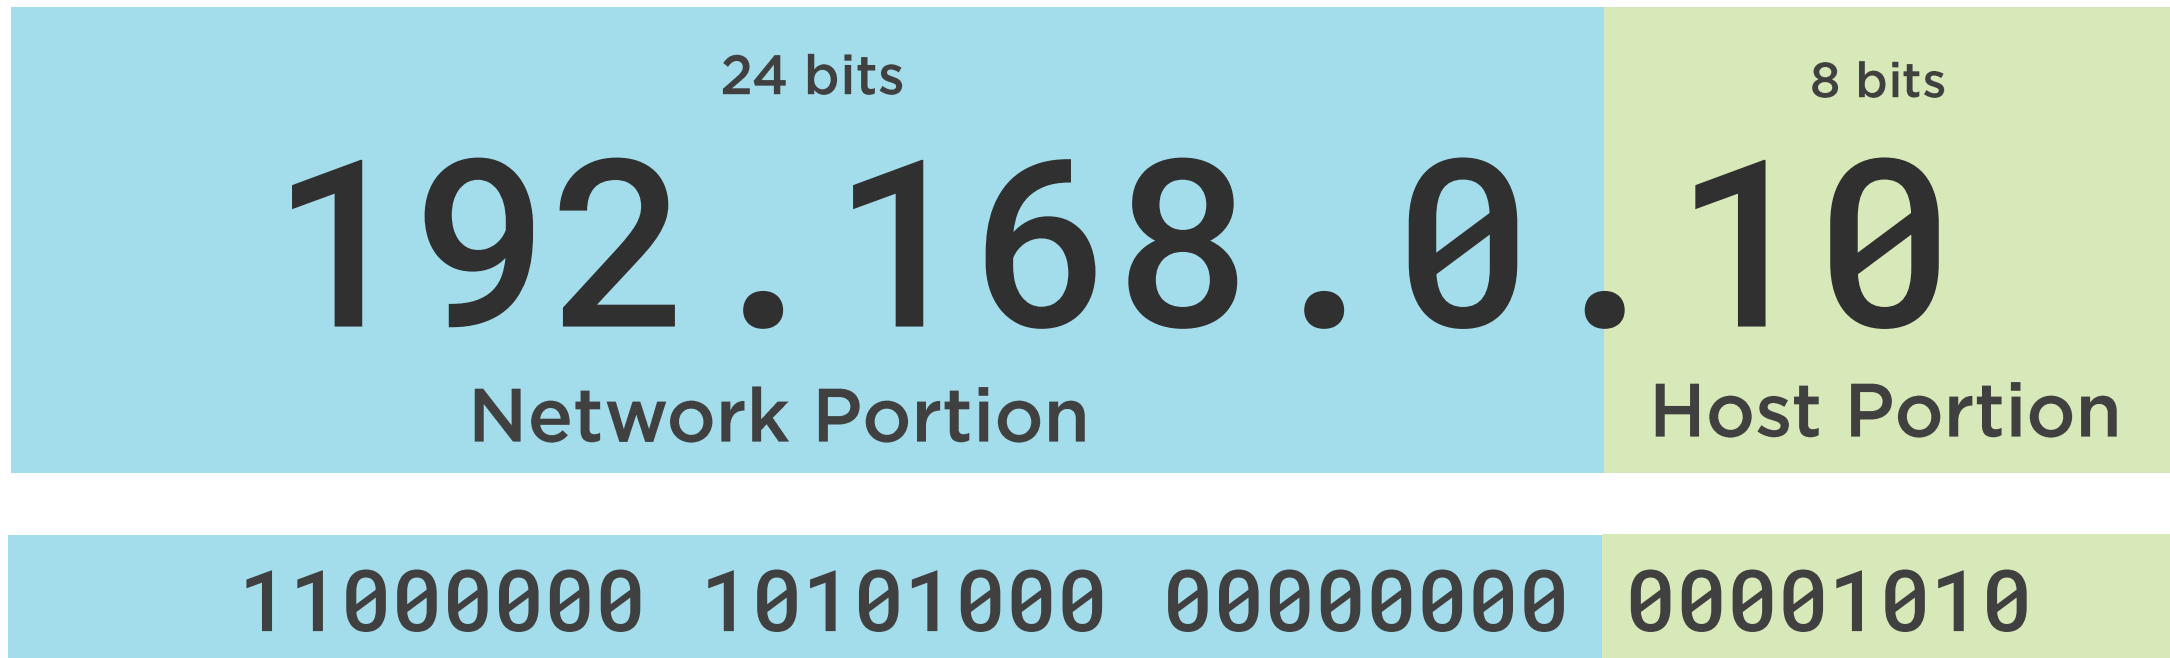 24 bits 8 bits
192.168.0.10
Network Portion Host Portion
11000000 10101000 00000000 00001010